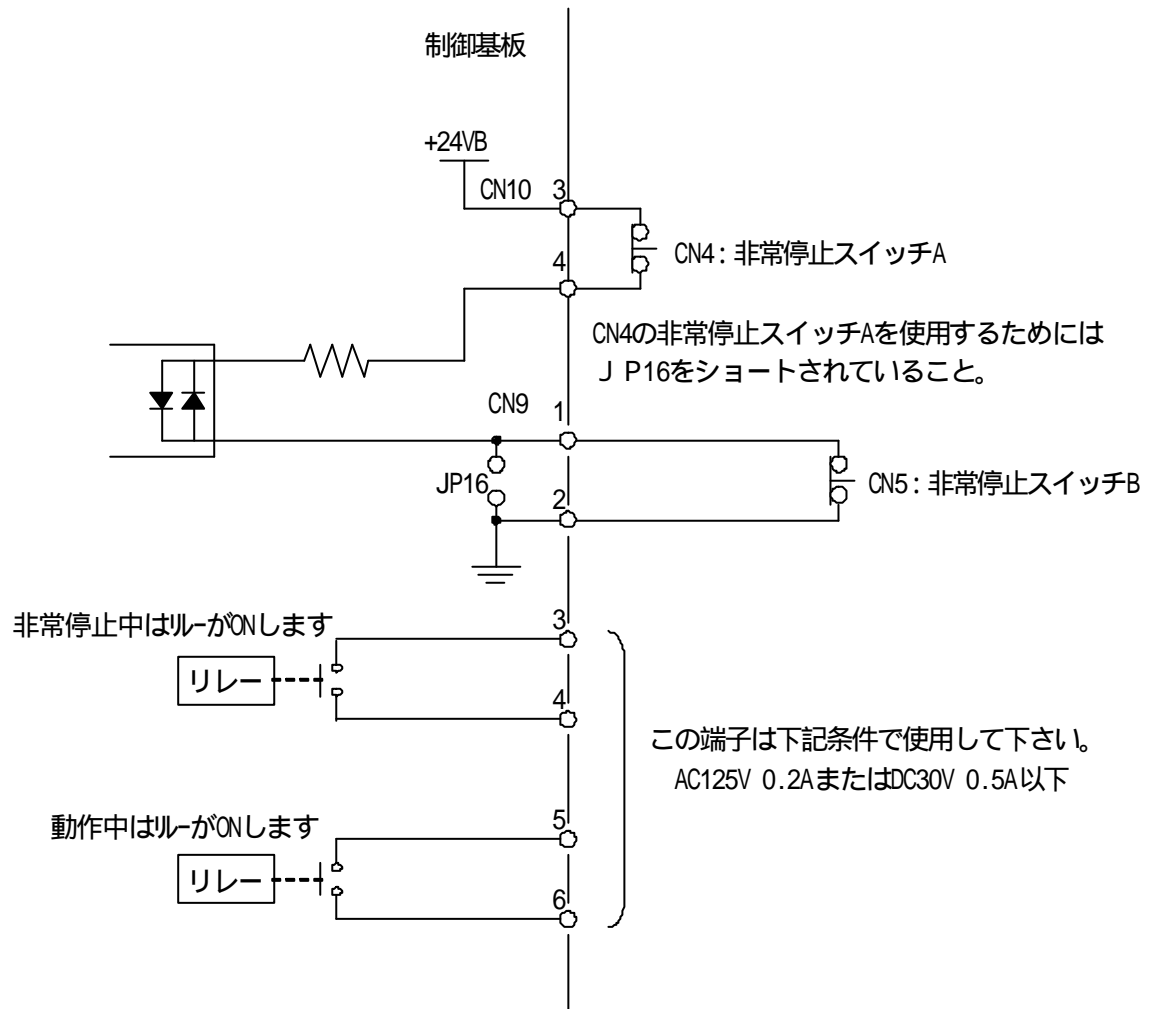 制御基板
+24VB
CN10 3
CN4:非常停止スイッチA
4
CN4の非常停止スイッチAを使用するためには
JP16をショートされていること。
CN9 1
JP16
CN5:非常停止スイッチB
2
非常停止中はリレーがONします
3
リレー
4
この端子は下記条件で使用して下さい。
AC125V 0.2AまたはDC30V 0.5A以下
動作中はリレーがONします
5
リレー
6